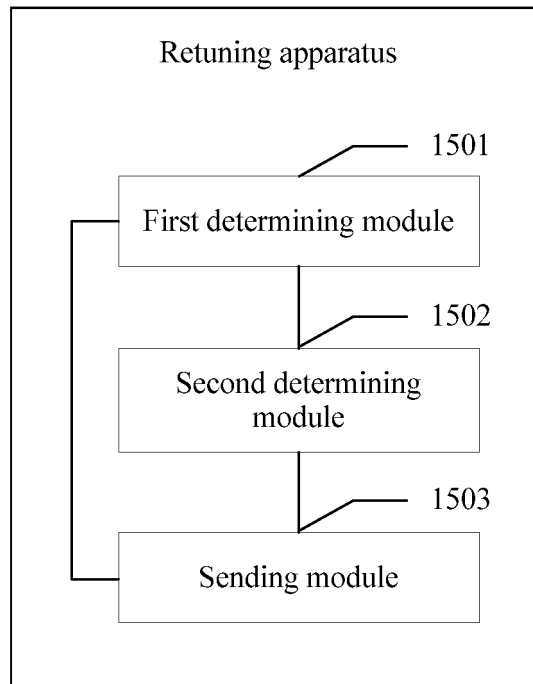 Retuning apparatus
1501
First determining module
1502
Second determining
module
1503
Sending module